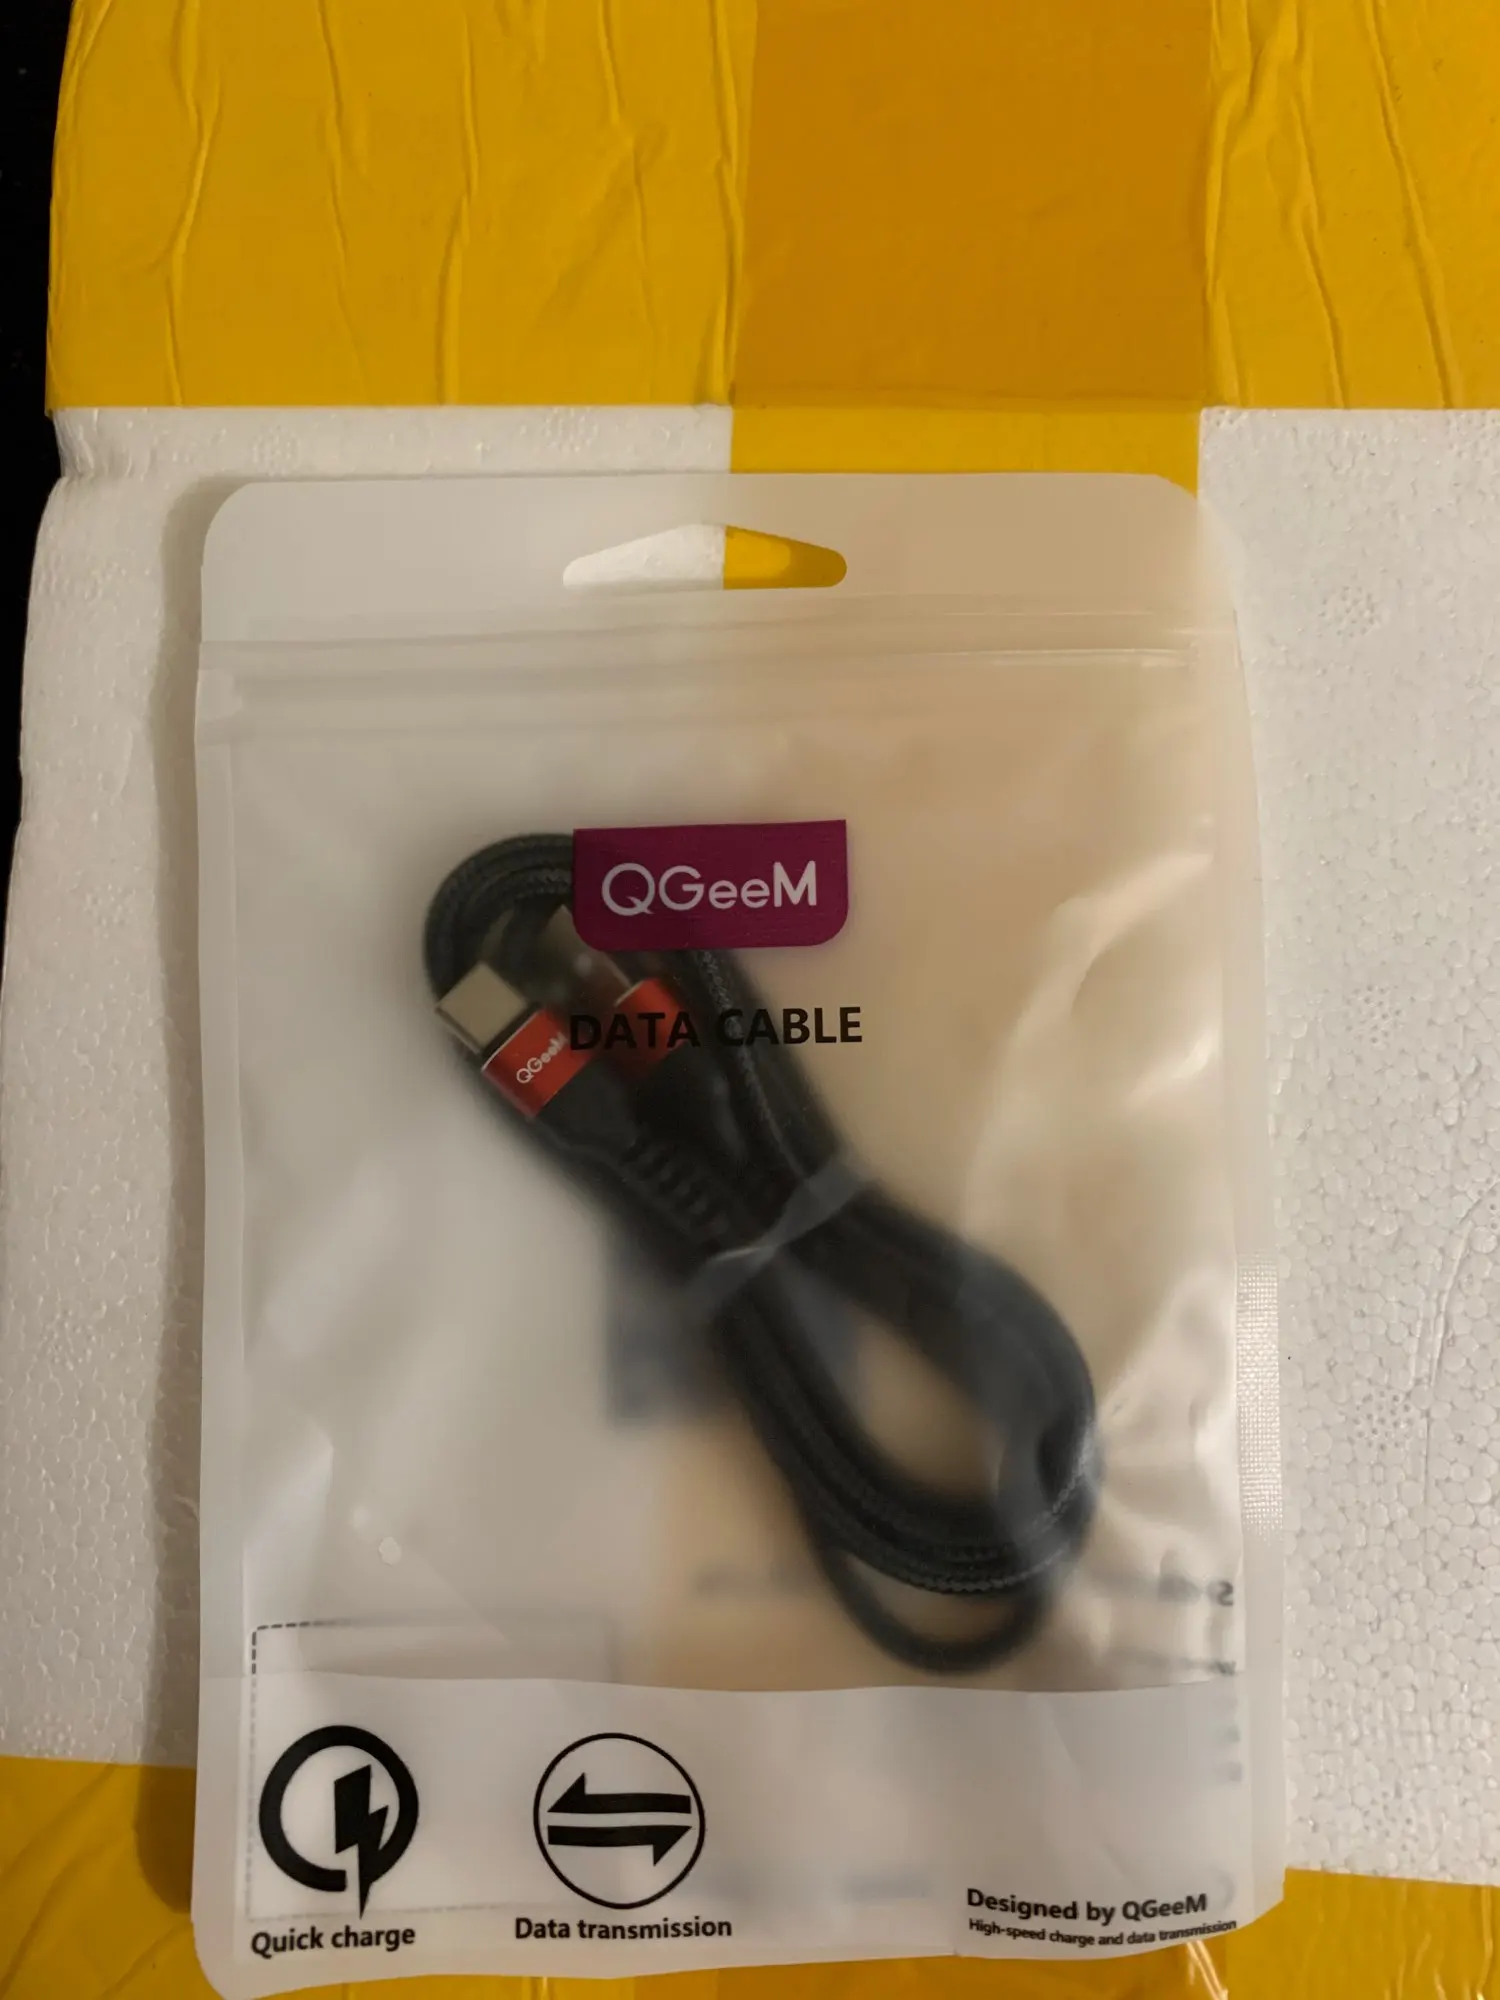 QGeeM
DATA CABLE
QGeeM
Quick charge
Data transmission
Designed by QGeeM
High-speed charge and data transmission